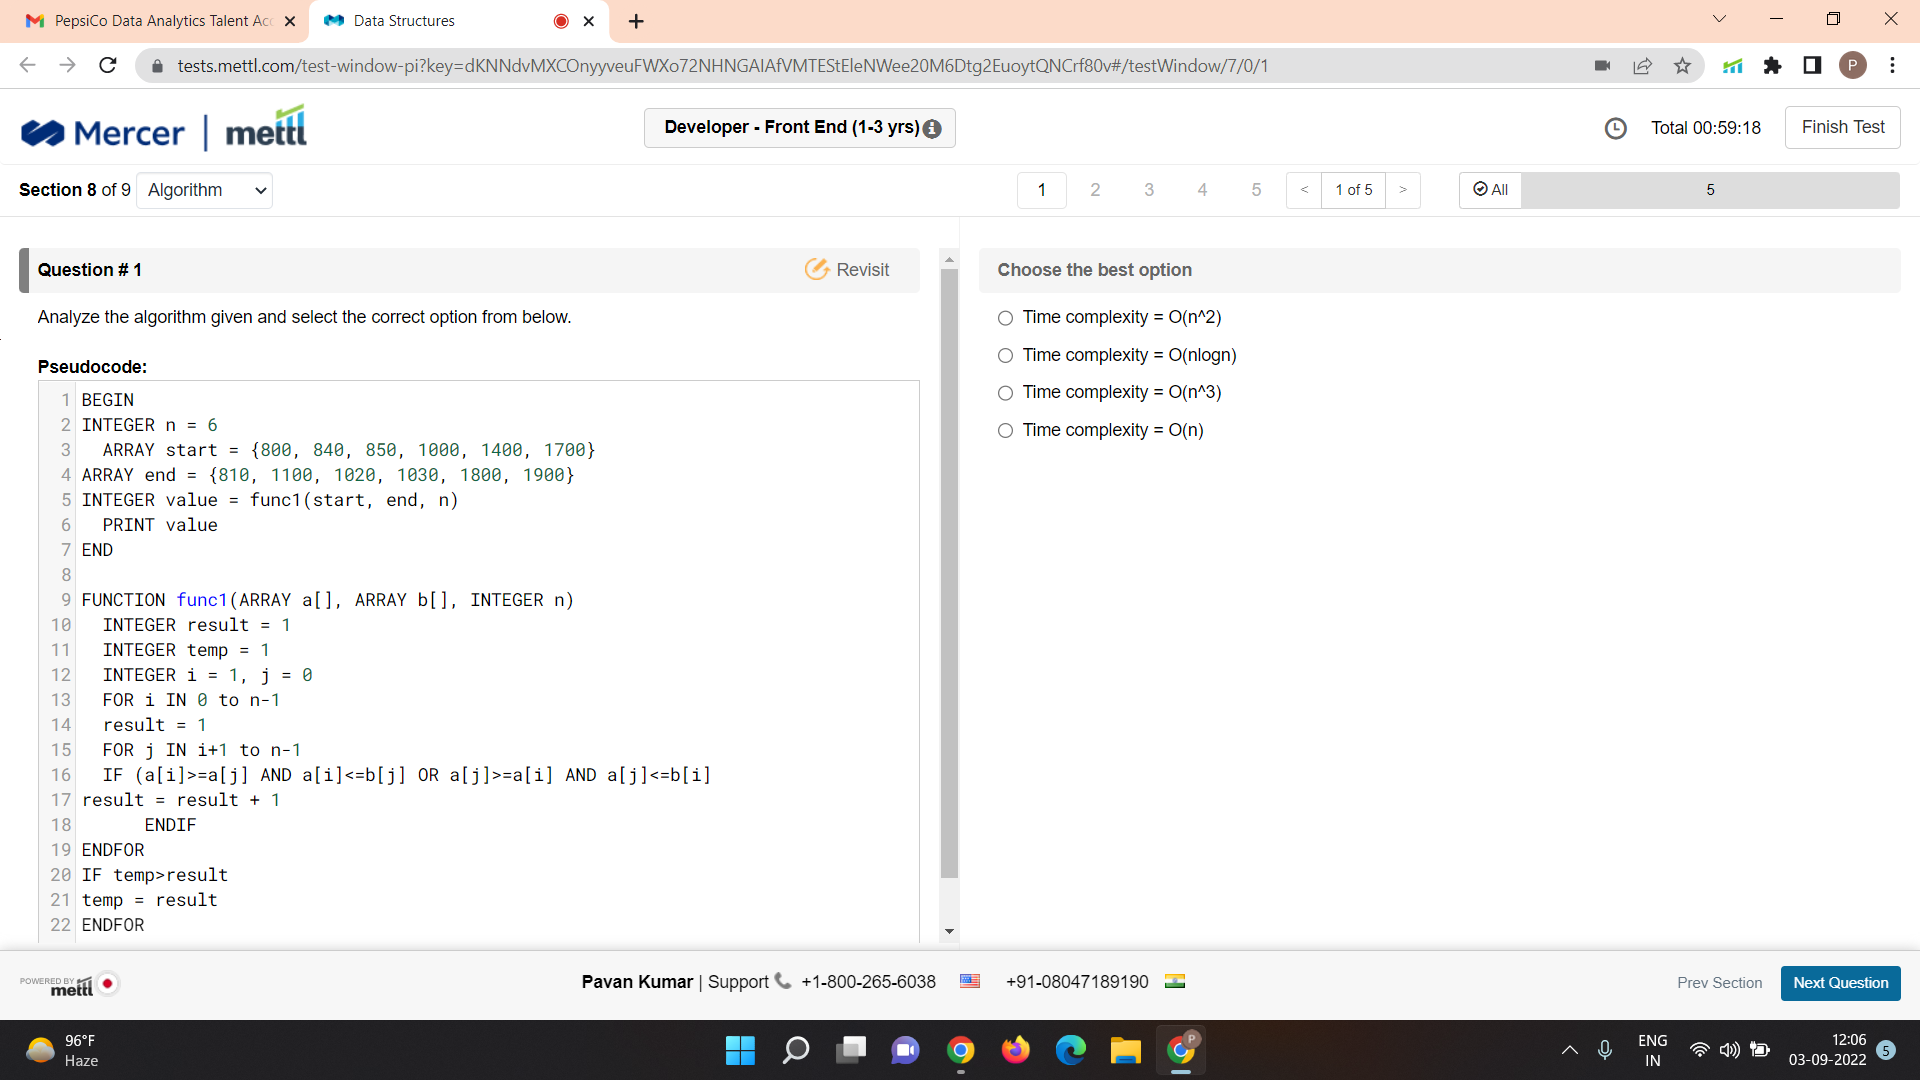 PepsiCo Data Analytics Talent Acc
Data Structures
tests.mettl.com/test-window-pi?key=dKNNdvMXCOnyyveuFWXo72NHNGAIAfVMTEStEleNWee20M6Dtg2EuoytQNCrf80v#/testWindow/7/0/1
P
Mercer | mettl
Developer - Front End (1-3 yrs)
Total 00:59:18
Finish Test
Section 8 of 9
Algorithm
1 2 3 4 5 < 1 of 5 >
All 5
Question # 1
Revisit
Analyze the algorithm given and select the correct option from below.
Pseudocode:
1 BEGIN
2 INTEGER n = 6
3 ARRAY start = {800, 840, 850, 1000, 1400, 1700}
4 ARRAY end = {810, 1100, 1020, 1030, 1800, 1900}
5 INTEGER value = func1(start, end, n)
6 PRINT value
7 END
8
9 FUNCTION func1(ARRAY a[], ARRAY b[], INTEGER n)
10 INTEGER result = 1
11 INTEGER temp = 1
12 INTEGER i = 1, j = 0
13 FOR i IN 0 to n-1
14 result = 1
15 FOR j IN i+1 to n-1
16 IF (a[i]>=a[j] AND a[i]<=b[j] OR a[j]>=a[i] AND a[j]<=b[i]
17 result = result + 1
18 ENDIF
19 ENDFOR
20 IF temp>result
21 temp = result
22 ENDFOR
Choose the best option
Time complexity = O(n^2)
Time complexity = O(nlogn)
Time complexity = O(n^3)
Time complexity = O(n)
POWERED BY
mettl
Pavan Kumar | Support +1-800-265-6038 +91-08047189190
Prev Section
Next Question
96°F
Haze
P
ENG
IN
12:06
03-09-2022
5